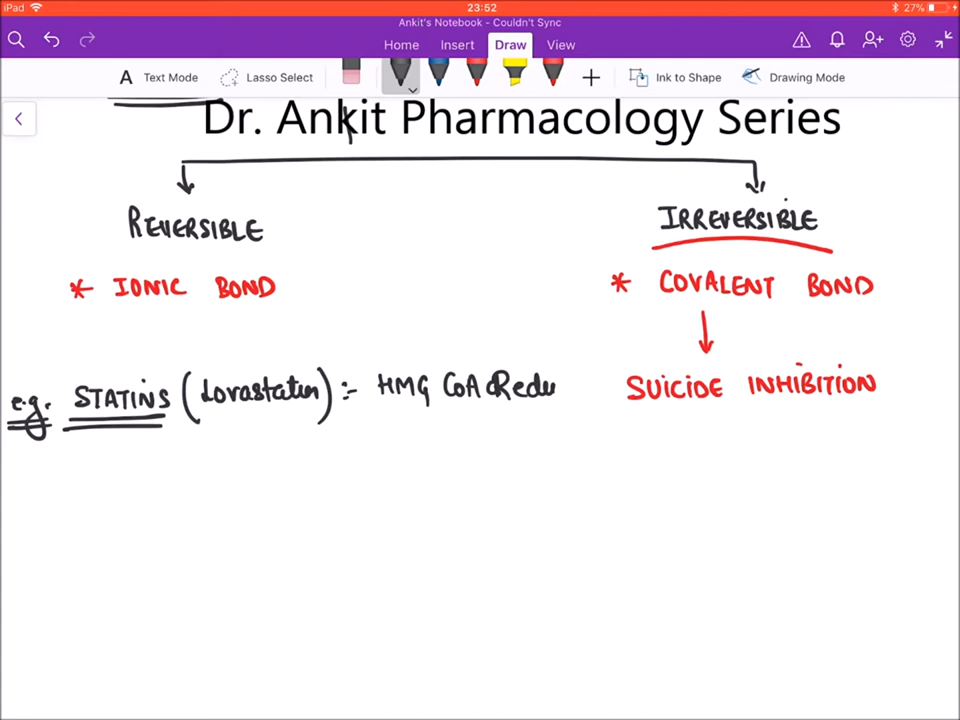 iPad 23:52 27%
Ankit's Notebook - Couldn't Sync
Home Insert Draw View
A Text Mode Lasso Select Ink to Shape Drawing Mode
Dr. Ankit Pharmacology Series
REVERSIBLE IRREVERSIBLE
* IONIC BOND * COVALENT BOND
e.g. STATINS (Lovastatin) :- HMG CoA Redu SUICIDE INHIBITION